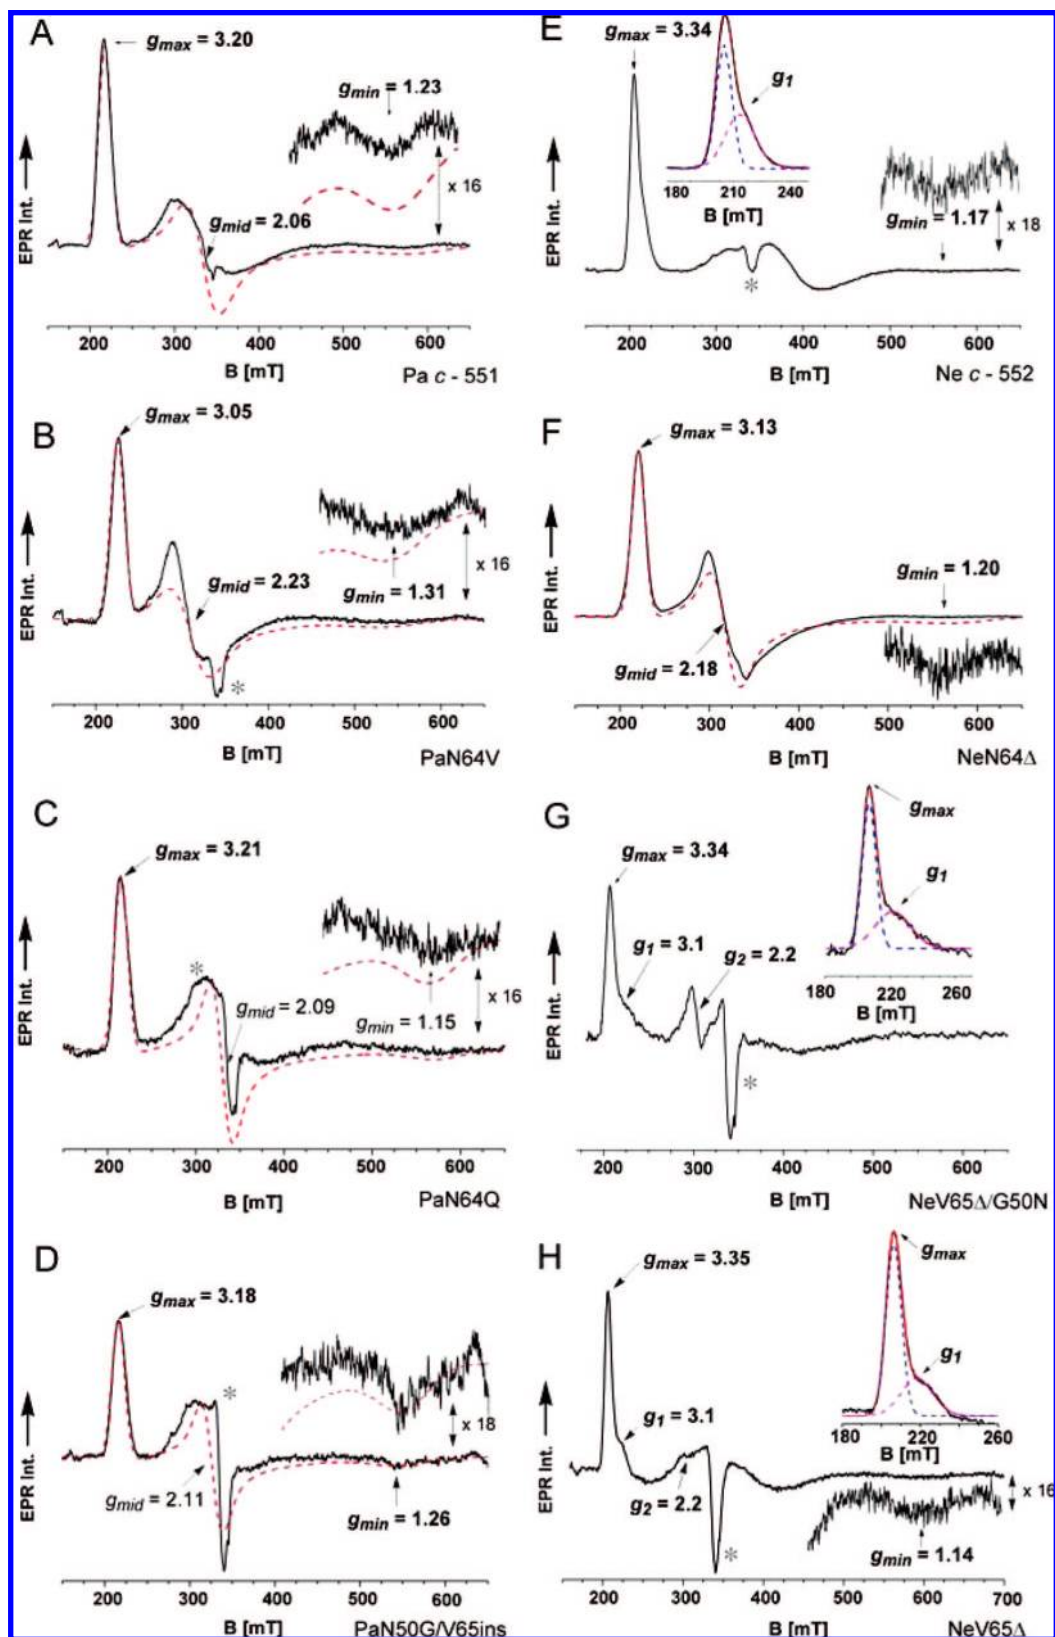 A
gmax = 3.20
gmin = 1.23
x 16
gmid = 2.06
EPR Int.
200 300 400 500 600
B [mT]
Pa c - 551
E
gmax = 3.34
g1
180 210 240
B [mT]
gmin = 1.17
x 18
*
EPR Int.
200 300 400 500 600
B [mT]
Ne c - 552
B
gmax = 3.05
gmid = 2.23
gmin = 1.31
x 16
*
EPR Int.
200 300 400 500 600
B [mT]
PaN64V
F
gmax = 3.13
gmin = 1.20
gmid = 2.18
EPR Int.
200 300 400 500 600
B [mT]
NeN64Δ
C
gmax = 3.21
*
gmid = 2.09
gmin = 1.15
x 16
EPR Int.
200 300 400 500 600
B [mT]
PaN64Q
G
gmax = 3.34
g1 = 3.1
g2 = 2.2
gmax
g1
180 220 260
B [mT]
*
EPR Int.
200 300 400 500 600
B [mT]
NeV65Δ/G50N
D
gmax = 3.18
*
x 18
gmid = 2.11
gmin = 1.26
EPR Int.
200 300 400 500 600
B [mT]
PaN50G/V65ins
H
gmax = 3.35
g1 = 3.1
g2 = 2.2
gmax
g1
180 220 260
B [mT]
x 16
gmin = 1.14
*
EPR Int.
200 300 400 500 600 700
B [mT]
NeV65Δ